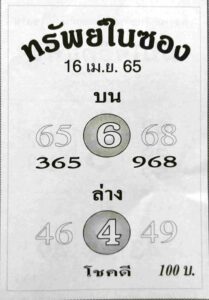 ทรัพย์ในซอง
16 เม.ย. 65
บน
65 6 68
365 968
ล่าง
46 4 49
โชคดี 100 บ.